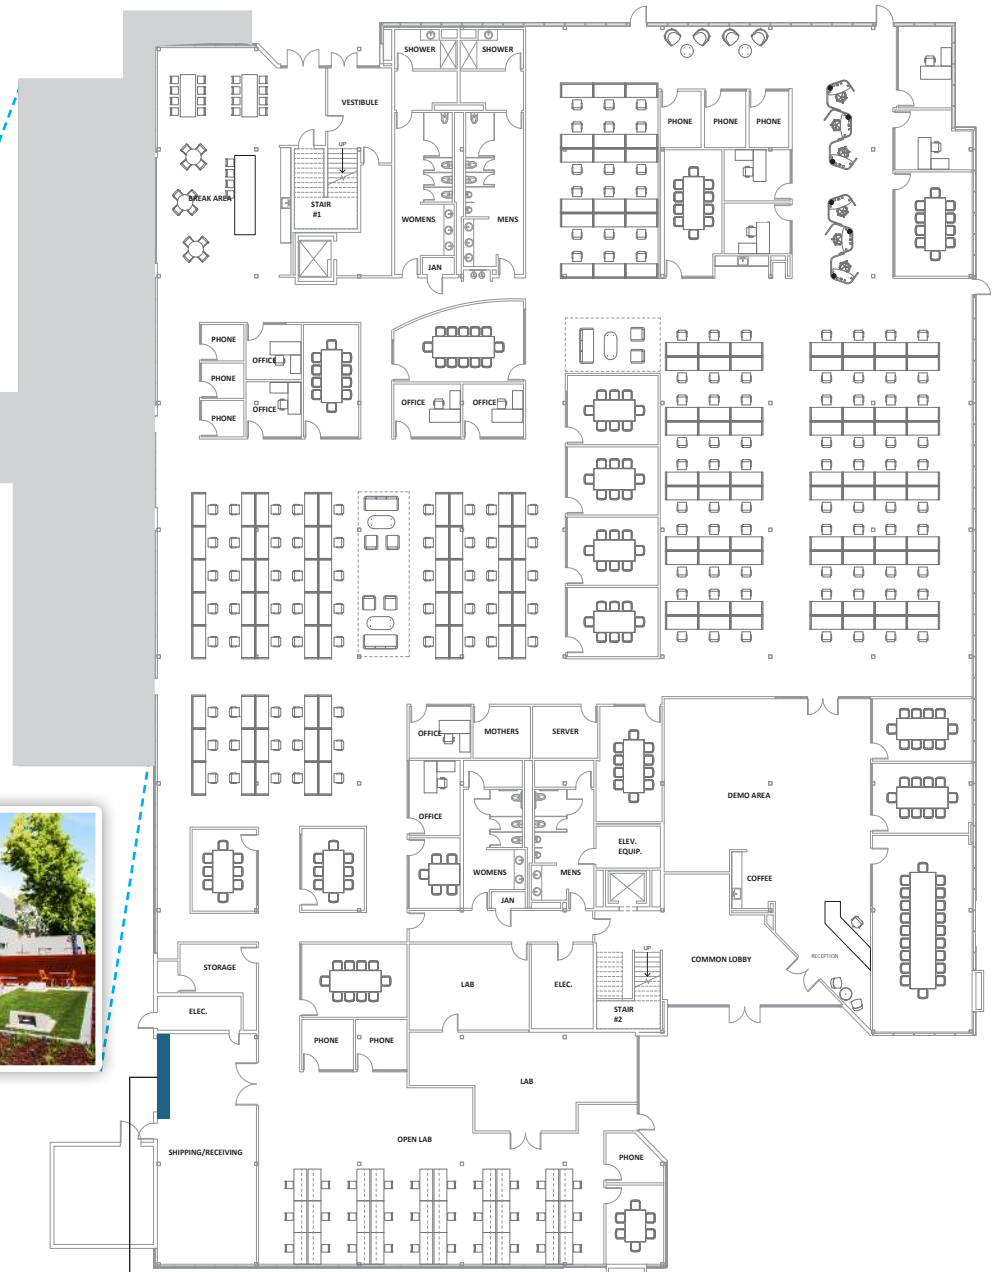 SHOWER
SHOWER
VESTIBULE
PHONE
PHONE
PHONE
UP
BREAK AREA
STAIR
#1
WOMENS
MENS
JAN
PHONE
OFFICE
PHONE
OFFICE
PHONE
OFFICE
OFFICE
OFFICE
MOTHERS
SERVER
DEMO AREA
OFFICE
ELEV.
EQUIP.
WOMENS
MENS
COFFEE
JAN
UP
RECEPTION
COMMON LOBBY
STORAGE
LAB
ELEC.
ELEC.
STAIR
#2
PHONE
PHONE
LAB
OPEN LAB
SHIPPING/RECEIVING
PHONE